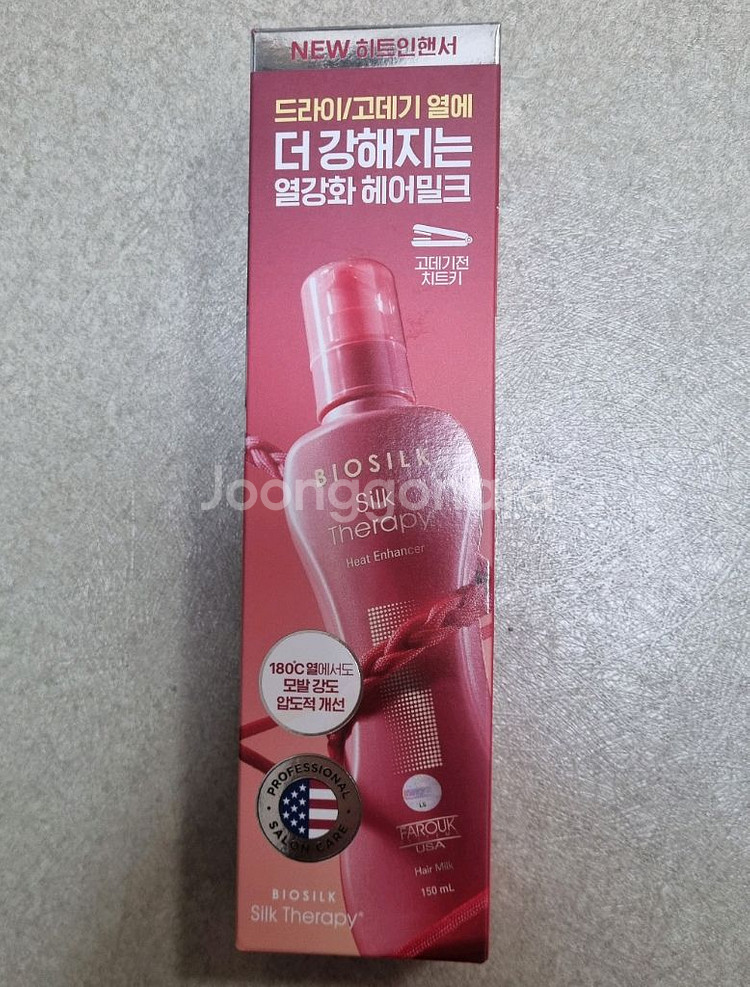 NEW 히트인핸서
드라이/고데기 열에
더 강해지는
열강화 헤어밀크
고데기전
치트키
BIOSILK
Silk
Therapy
Heat Enhancer
Joonggonara
180℃ 열에서도
모발 강도
압도적 개선
PROFESSIONAL
SALON CARE
LG
FAROUK
USA
Hair Milk
150 mL
BIOSILK
Silk Therapy®